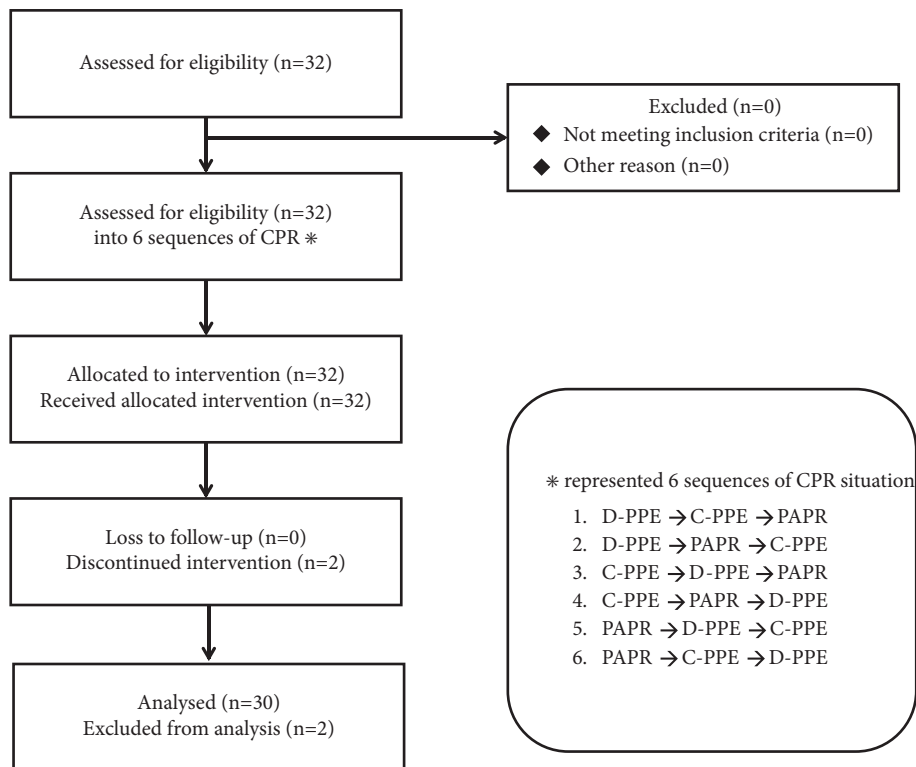 Assessed for eligibility (n=32)
Excluded (n=0)
◆ Not meeting inclusion criteria (n=0)
◆ Other reason (n=0)
Assessed for eligibility (n=32)
into 6 sequences of CPR *
Allocated to intervention (n=32)
Received allocated intervention (n=32)
Loss to follow-up (n=0)
Discontinued intervention (n=2)
Analysed (n=30)
Excluded from analysis (n=2)
* represented 6 sequences of CPR situation
1. D-PPE → C-PPE → PAPR
2. D-PPE → PAPR → C-PPE
3. C-PPE → D-PPE → PAPR
4. C-PPE → PAPR → D-PPE
5. PAPR → D-PPE → C-PPE
6. PAPR → C-PPE → D-PPE